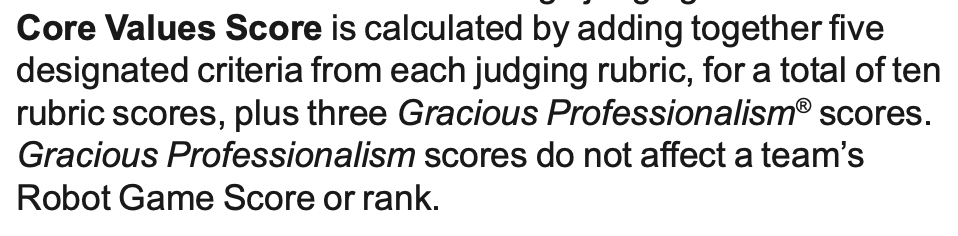 Core Values Score is calculated by adding together five
designated criteria from each judging rubric, for a total of ten
rubric scores, plus three Gracious Professionalism® scores.
Gracious Professionalism scores do not affect a team's
Robot Game Score or rank.